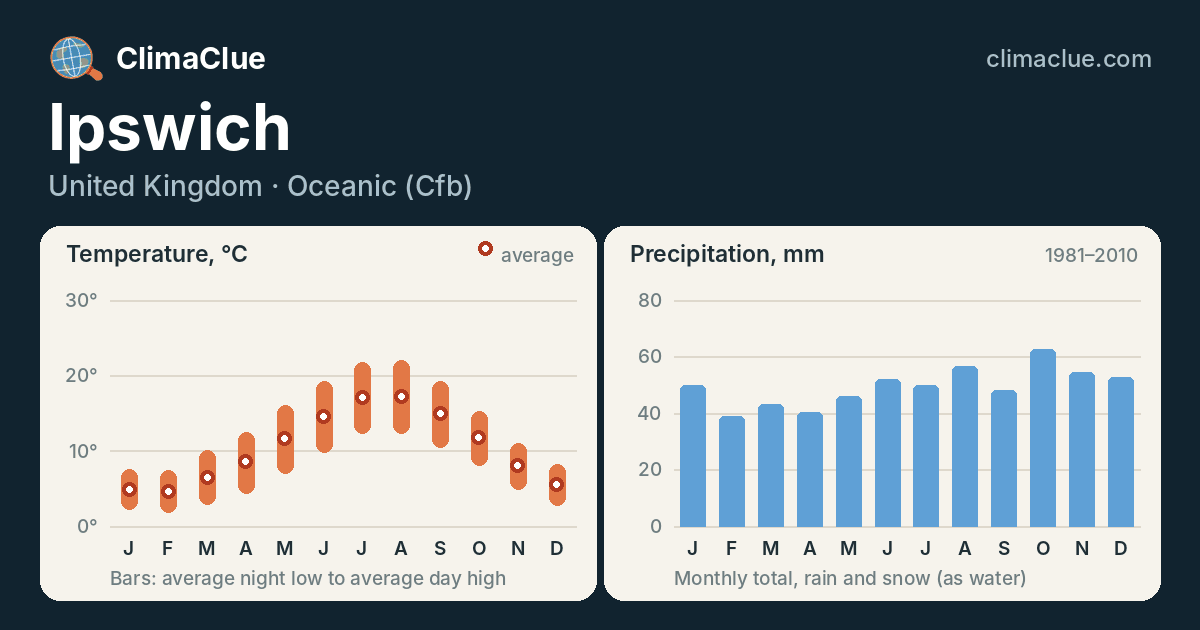 ClimaClue
climaclue.com
Ipswich
United Kingdom · Oceanic (Cfb)
Temperature, °C
average
30°
20°
10°
0°
J F M A M J J A S O N D
Bars: average night low to average day high
Precipitation, mm
1981–2010
80
60
40
20
0
J F M A M J J A S O N D
Monthly total, rain and snow (as water)